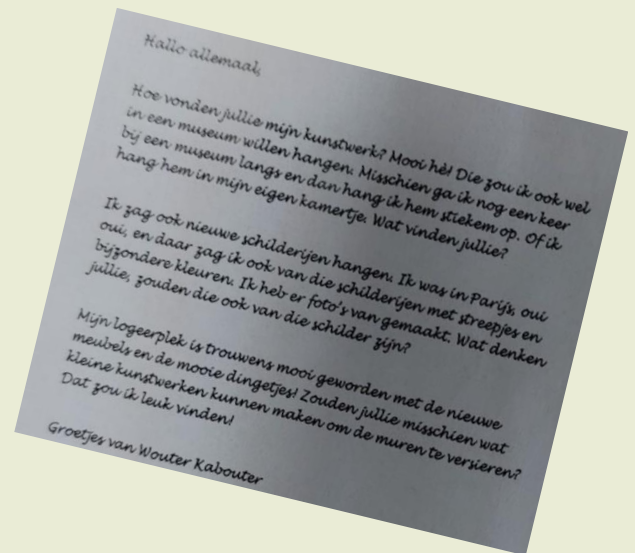 Hallo allemaal,
Hoe vonden jullie mijn kunstwerk? Mooi hè! Die zou ik ook wel
in een museum willen hangen. Misschien ga ik nog een keer
bij een museum langs en dan hang ik hem stiekem op. Of ik
hang hem in mijn eigen kamertje. Wat vinden jullie?
Ik zag ook nieuwe schilderijen hangen. Ik was in Parijs, oui
oui, en daar zag ik ook van die schilderijen met streepjes en
bijzondere kleuren. Ik heb er foto's van gemaakt. Wat denken
jullie, zouden die ook van die schilder zijn?
Mijn logeerplek is trouwens mooi geworden met de nieuwe
meubels en de mooie dingetjes! Zouden jullie misschien wat
kleine kunstwerken kunnen maken om de muren te versieren?
Dat zou ik leuk vinden!
Groetjes van Wouter Kabouter